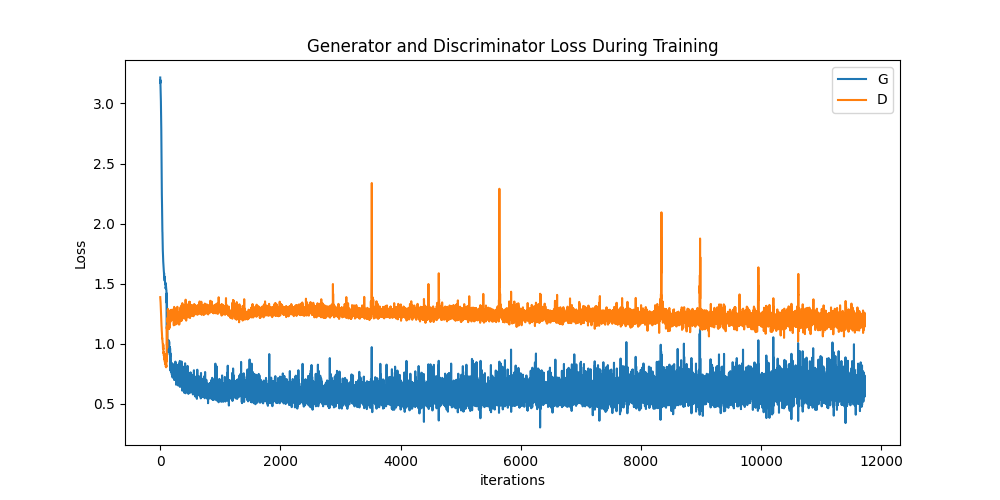 Generator and Discriminator Loss During Training
G
D
3.0
2.5
2.0
1.5
1.0
0.5
Loss
0 2000 4000 6000 8000 10000 12000
iterations